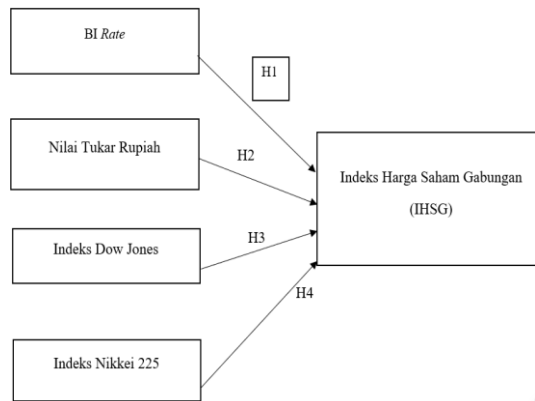 BI Rate
H1
Nilai Tukar Rupiah
H2
Indeks Harga Saham Gabungan
(IHSG)
Indeks Dow Jones
H3
H4
Indeks Nikkei 225